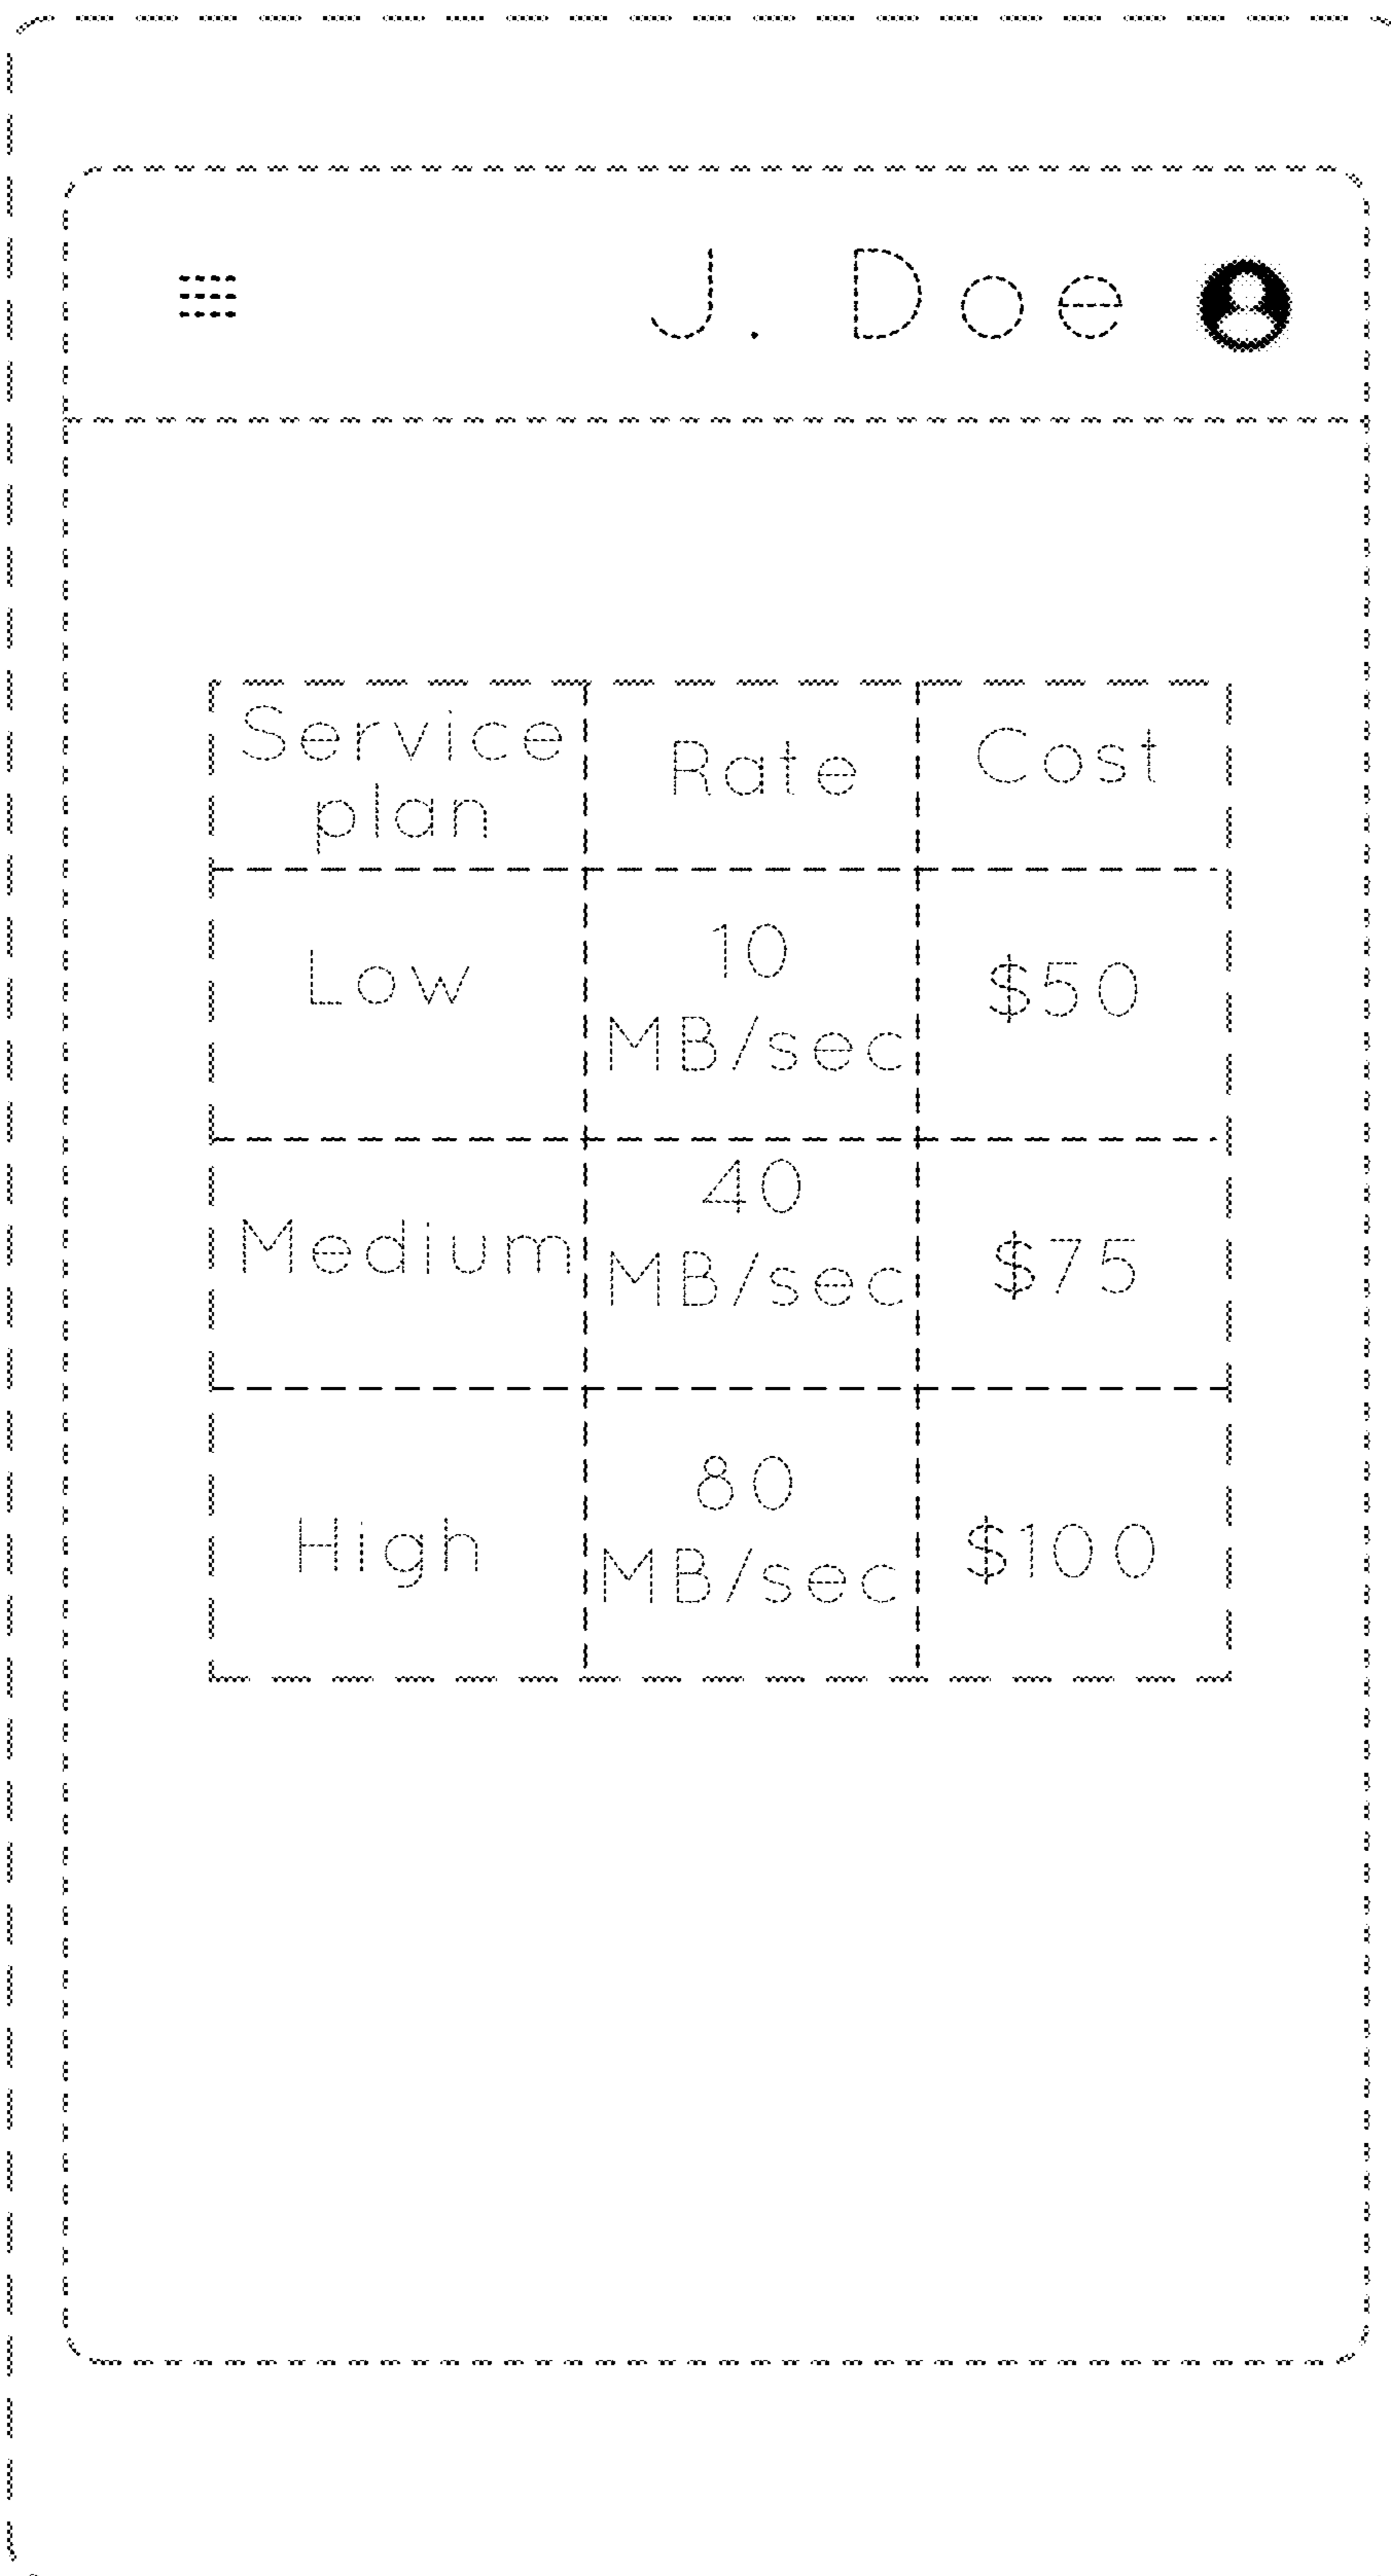 J. Doe
Service
plan
Rate
Cost
Low
10
MB/sec
$50
Medium
40
MB/sec
$75
High
80
MB/sec
$100